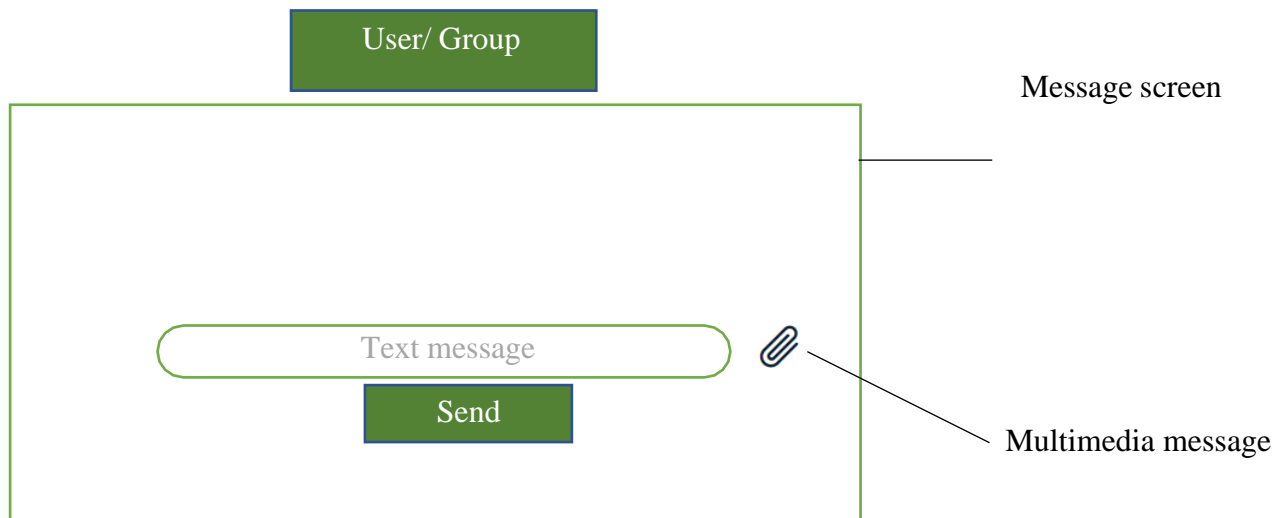 User/ Group
Message screen
Text message
Send
Multimedia message